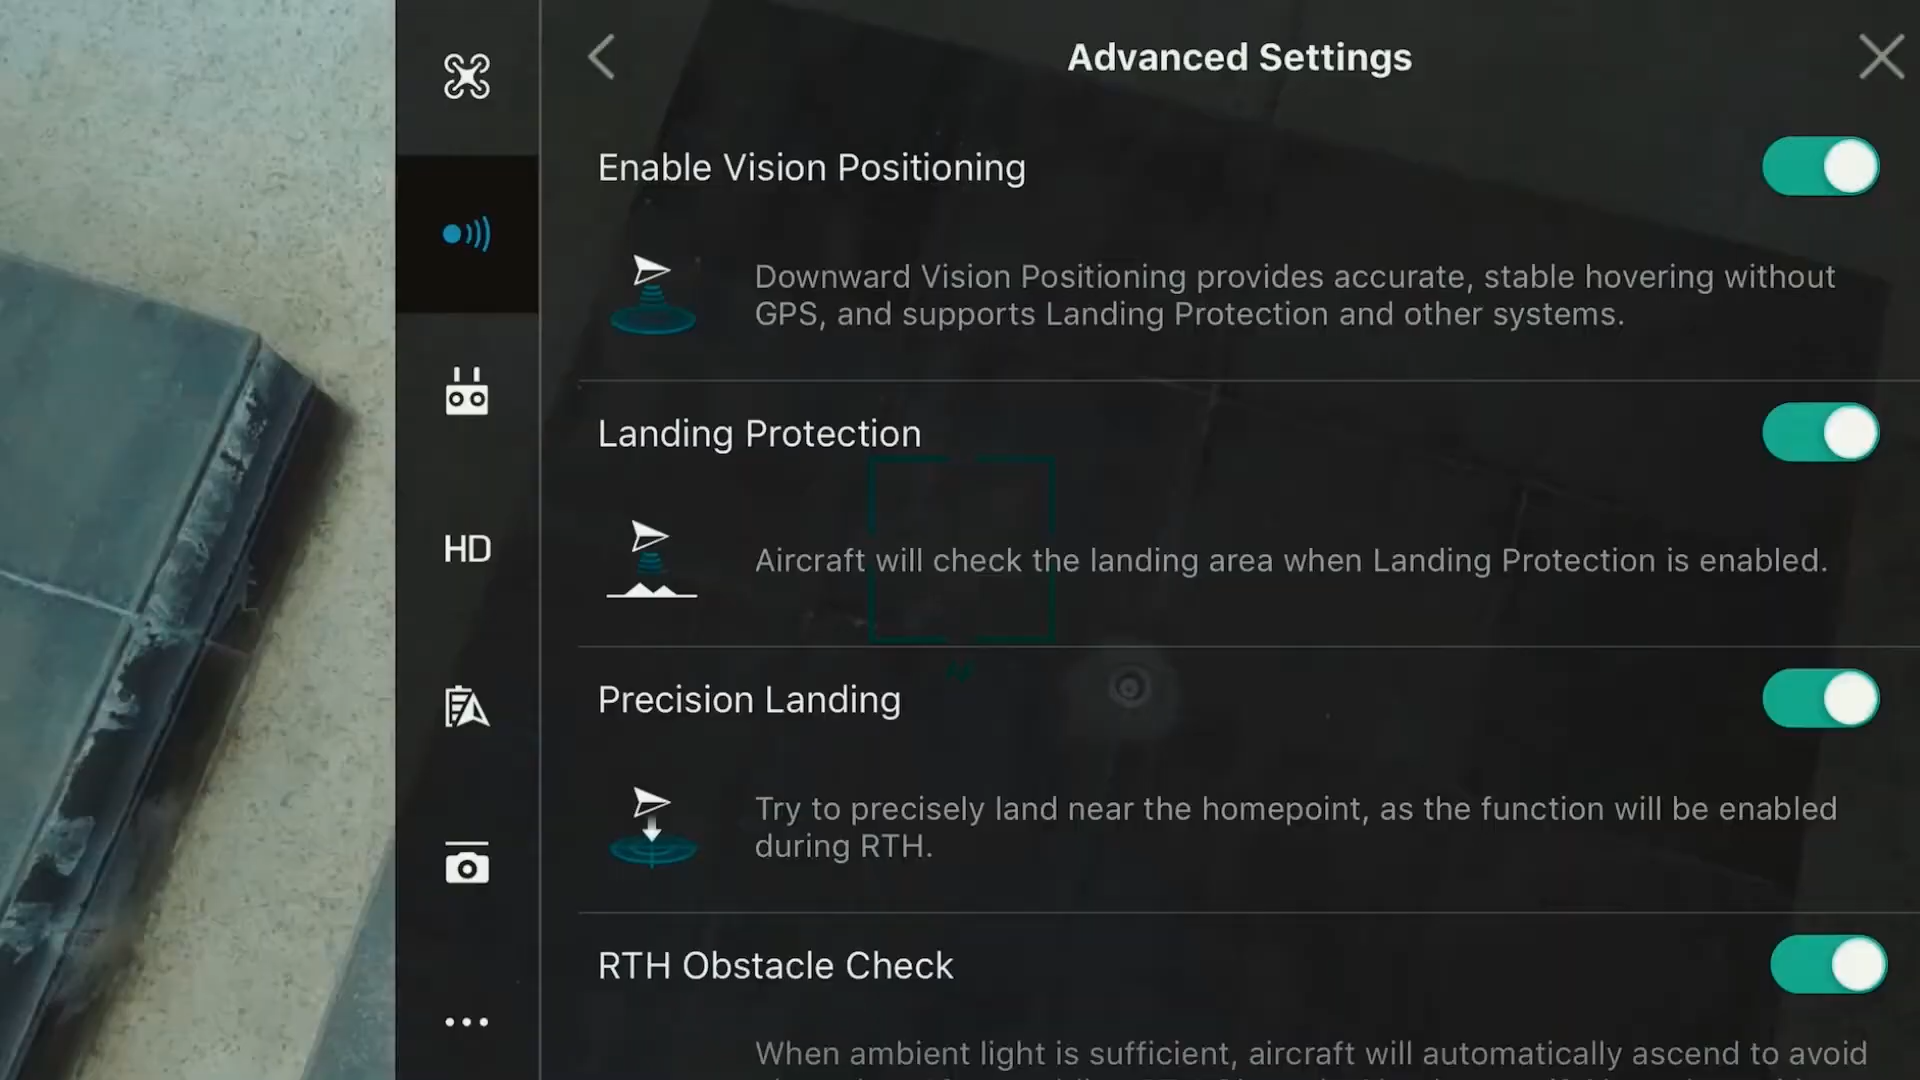 Advanced Settings
Enable Vision Positioning
Downward Vision Positioning provides accurate, stable hovering without
GPS, and supports Landing Protection and other systems.
Landing Protection
HD
Aircraft will check the landing area when Landing Protection is enabled.
Precision Landing
Try to precisely land near the homepoint, as the function will be enabled
during RTH.
RTH Obstacle Check
When ambient light is sufficient, aircraft will automatically ascend to avoid